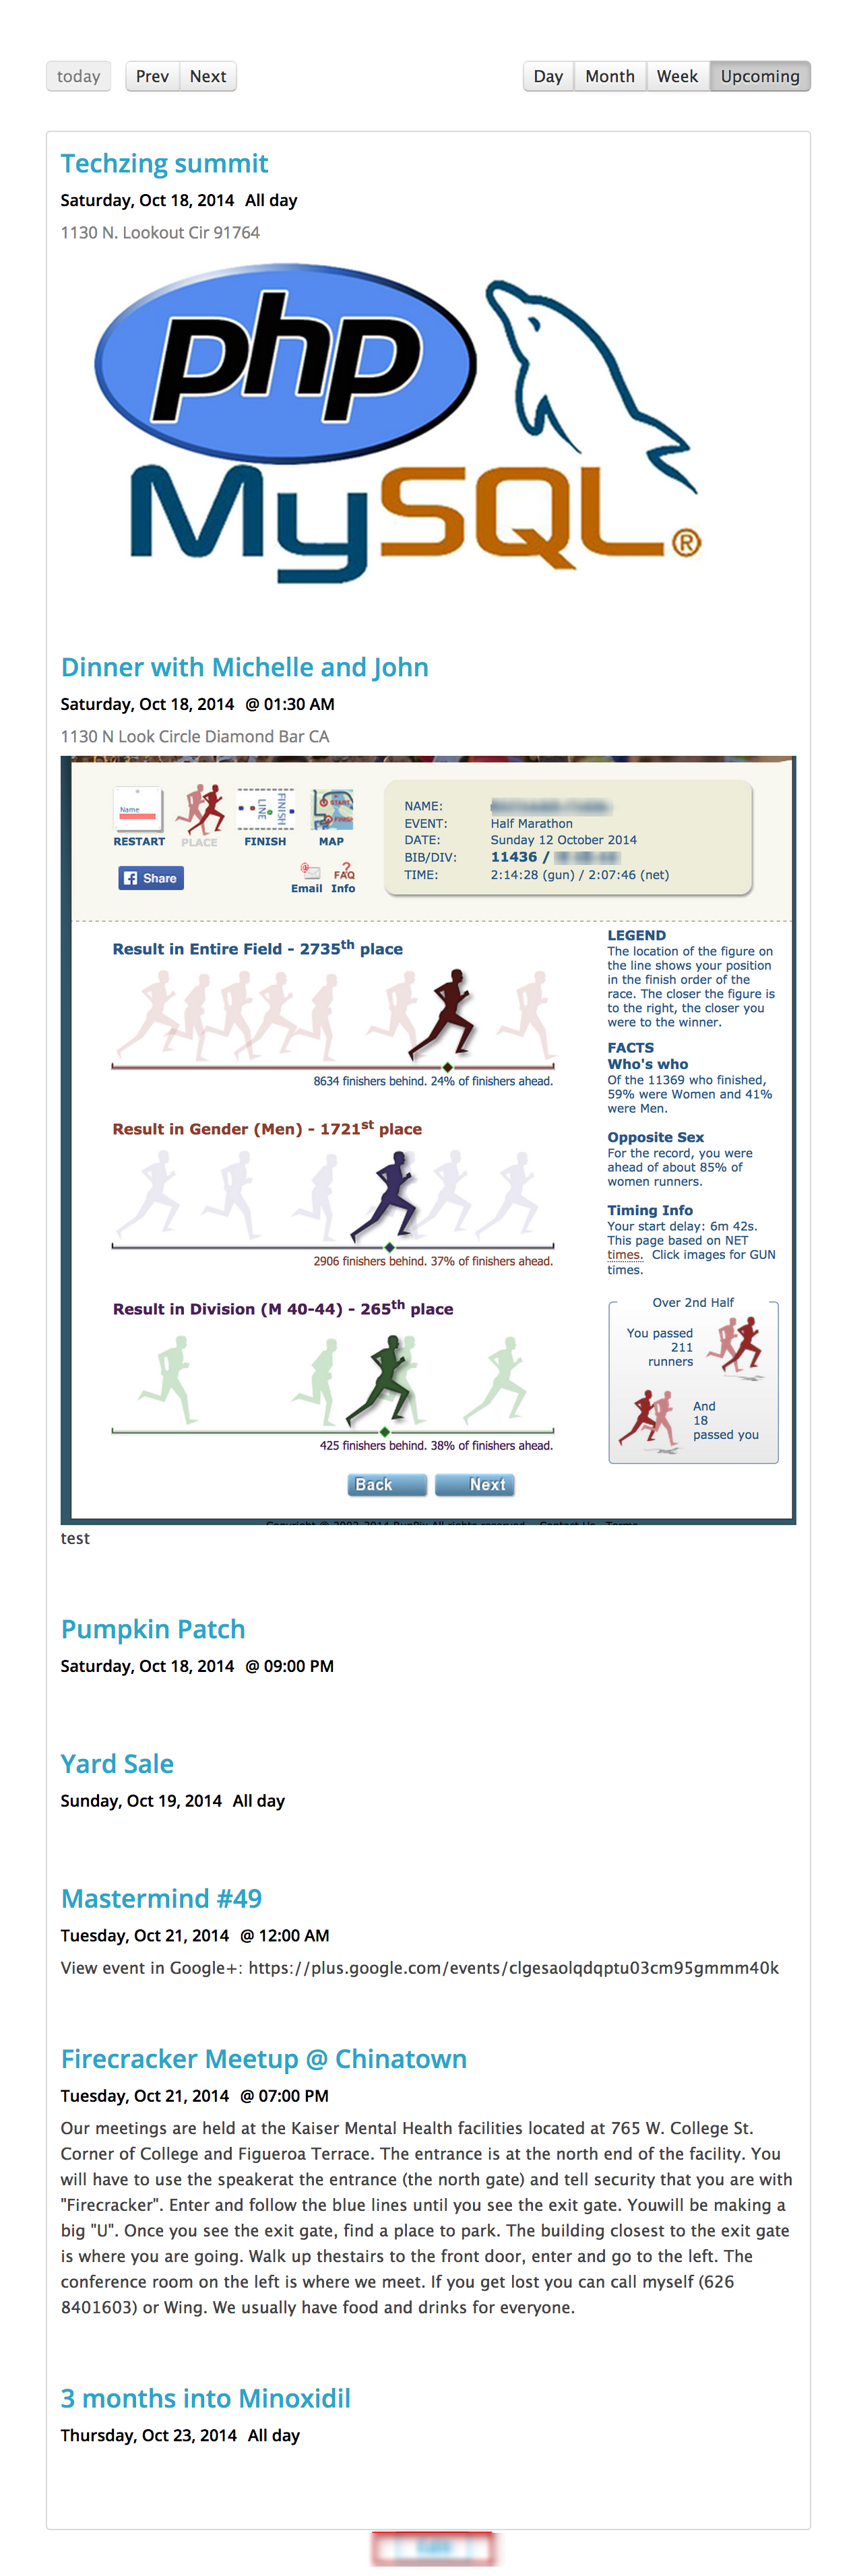 today Prev Next Day Month Week Upcoming
Techzing summit
Saturday, Oct 18, 2014 All day
1130 N. Lookout Cir 91764
php
MySQL®
Dinner with Michelle and John
Saturday, Oct 18, 2014 @ 01:30 AM
1130 N Look Circle Diamond Bar CA
Name
FINISH
LINE
START
FINISH
RESTART PLACE FINISH MAP
Share
FAQ
Email Info
NAME:
EVENT: Half Marathon
DATE: Sunday 12 October 2014
BIB/DIV: 11436 /
TIME: 2:14:28 (gun) / 2:07:46 (net)
Result in Entire Field - 2735th place
8634 finishers behind. 24% of finishers ahead.
Result in Gender (Men) - 1721st place
2906 finishers behind. 37% of finishers ahead.
Result in Division (M 40-44) - 265th place
425 finishers behind. 38% of finishers ahead.
Back Next
LEGEND
The location of the figure on
the line shows your position
in the finish order of the
race. The closer the figure is
to the right, the closer you
were to the winner.
FACTS
Who's who
Of the 11369 who finished,
59% were Women and 41%
were Men.
Opposite Sex
For the record, you were
ahead of about 85% of
women runners.
Timing Info
Your start delay: 6m 42s.
This page based on NET
times. Click images for GUN
times.
Over 2nd Half
You passed
211
runners
And
18
passed you
test
Pumpkin Patch
Saturday, Oct 18, 2014 @ 09:00 PM
Yard Sale
Sunday, Oct 19, 2014 All day
Mastermind #49
Tuesday, Oct 21, 2014 @ 12:00 AM
View event in Google+: https://plus.google.com/events/clgesaolqdqptu03cm95gmmm40k
Firecracker Meetup @ Chinatown
Tuesday, Oct 21, 2014 @ 07:00 PM
Our meetings are held at the Kaiser Mental Health facilities located at 765 W. College St.
Corner of College and Figueroa Terrace. The entrance is at the north end of the facility. You
will have to use the speakerat the entrance (the north gate) and tell security that you are with
"Firecracker". Enter and follow the blue lines until you see the exit gate. Youwill be making a
big "U". Once you see the exit gate, find a place to park. The building closest to the exit gate
is where you are going. Walk up thestairs to the front door, enter and go to the left. The
conference room on the left is where we meet. If you get lost you can call myself (626
8401603) or Wing. We usually have food and drinks for everyone.
3 months into Minoxidil
Thursday, Oct 23, 2014 All day